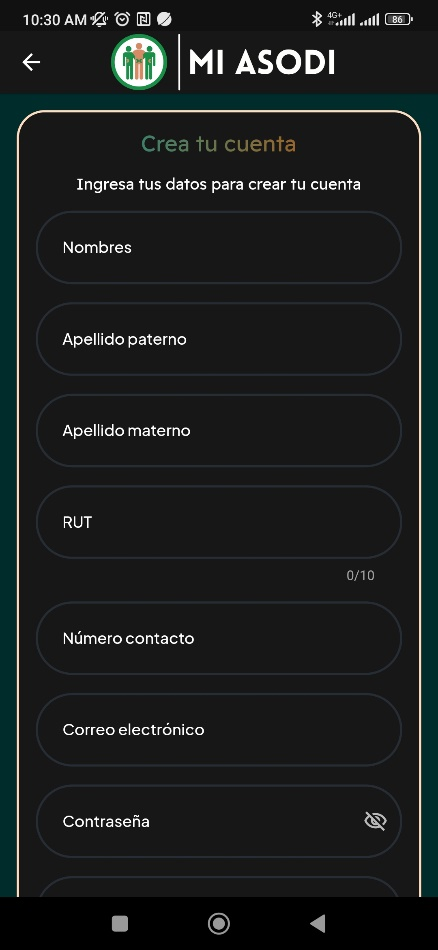 10:30 AM
4G+
86
MI ASODI
Crea tu cuenta
Ingresa tus datos para crear tu cuenta
Nombres
Apellido paterno
Apellido materno
RUT
0/10
Número contacto
Correo electrónico
Contraseña